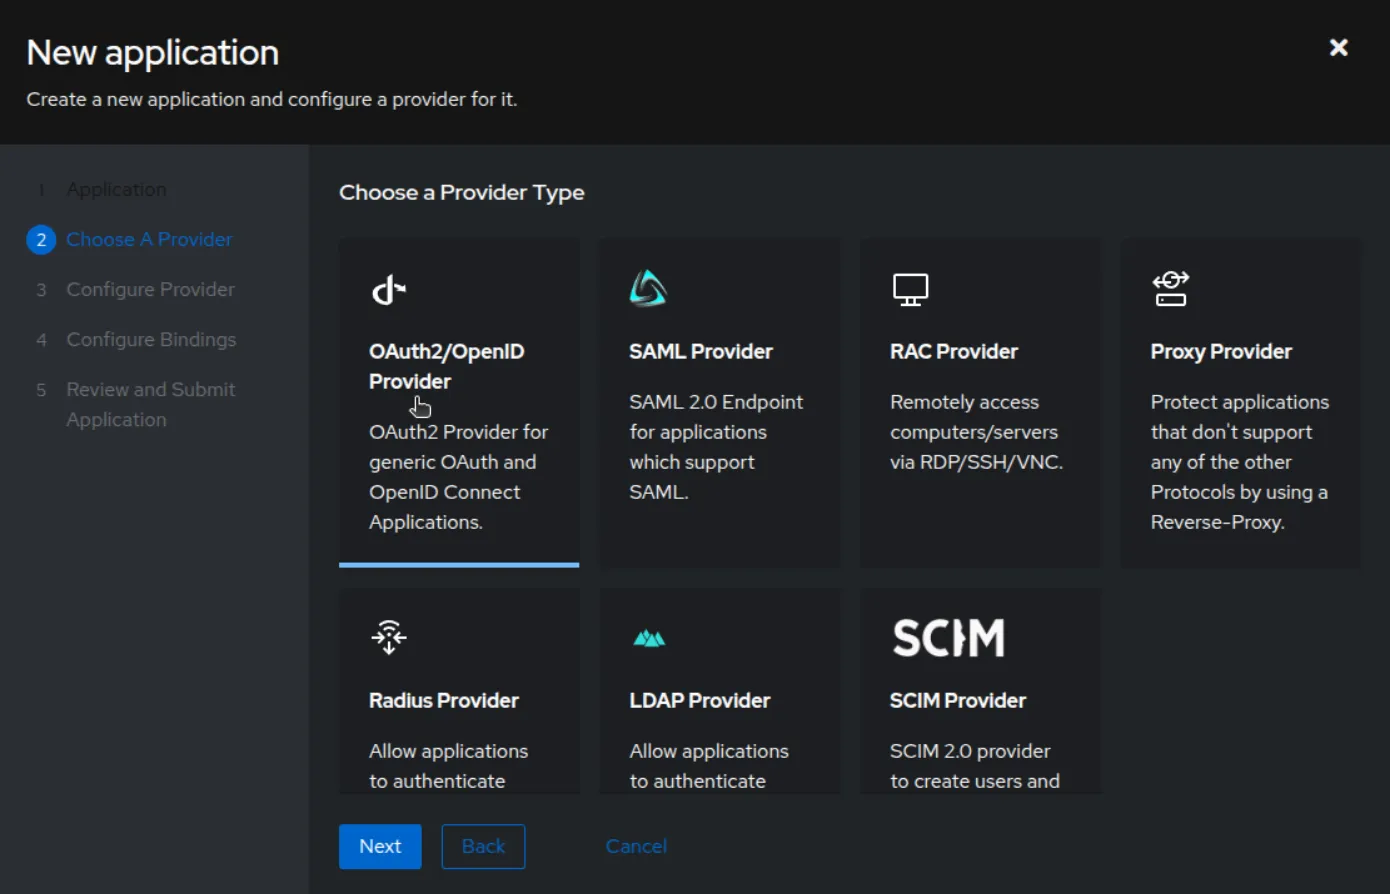 New application
Create a new application and configure a provider for it.
1 Application
2 Choose A Provider
3 Configure Provider
4 Configure Bindings
5 Review and Submit
Application
Choose a Provider Type
OAuth2/OpenID
Provider
OAuth2 Provider for
generic OAuth and
OpenID Connect
Applications.
SAML Provider
SAML 2.0 Endpoint
for applications
which support
SAML.
RAC Provider
Remotely access
computers/servers
via RDP/SSH/VNC.
Proxy Provider
Protect applications
that don't support
any of the other
Protocols by using a
Reverse-Proxy.
Radius Provider
Allow applications
to authenticate
LDAP Provider
Allow applications
to authenticate
SCIM
SCIM Provider
SCIM 2.0 provider
to create users and
Next
Back
Cancel